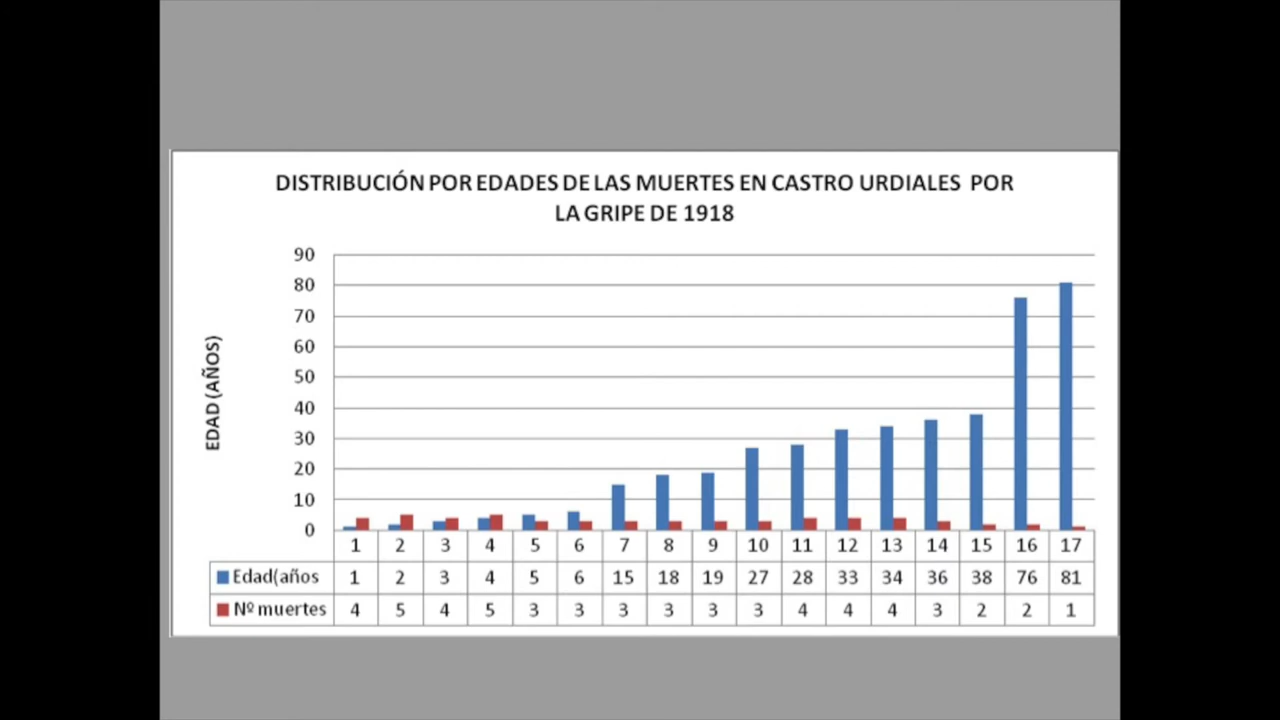 DISTRIBUCIÓN POR EDADES DE LAS MUERTES EN CASTRO URDIALES POR
LA GRIPE DE 1918
EDAD (AÑOS)
90
80
70
60
50
40
30
20
10
0
1 2 3 4 5 6 7 8 9 10 11 12 13 14 15 16 17
Edad(años 1 2 3 4 5 6 15 18 19 27 28 33 34 36 38 76 81
Nº muertes 4 5 4 5 3 3 3 3 3 3 4 4 4 3 2 2 1